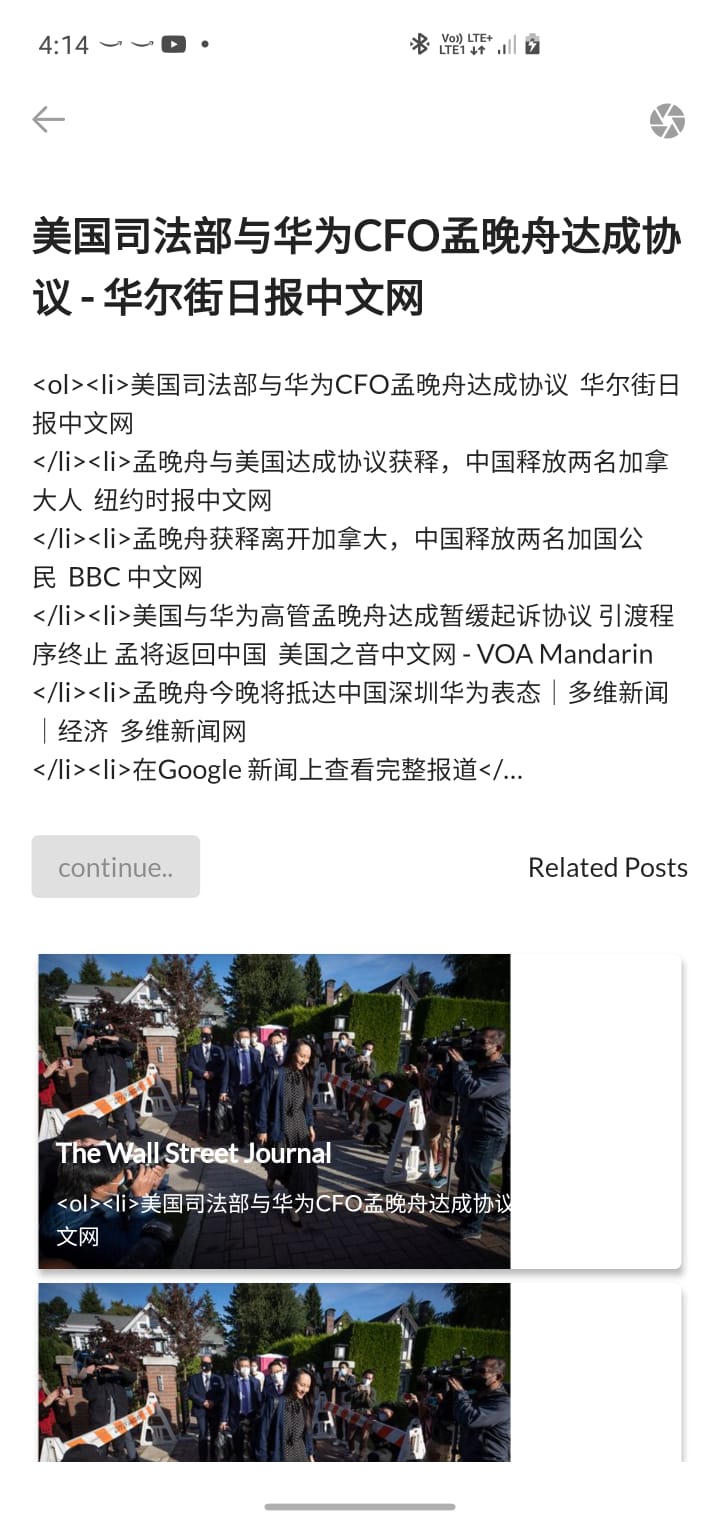 4:14
Vo)) LTE+
LTE1
美国司法部与华为CFO孟晚舟达成协
议 - 华尔街日报中文网
<ol><li>美国司法部与华为CFO孟晚舟达成协议  华尔街日
报中文网
</li><li>孟晚舟与美国达成协议获释，中国释放两名加拿
大人  纽约时报中文网
</li><li>孟晚舟获释离开加拿大，中国释放两名加国公
民  BBC 中文网
</li><li>美国与华为高管孟晚舟达成暂缓起诉协议 引渡程
序终止 孟将返回中国  美国之音中文网 - VOA Mandarin
</li><li>孟晚舟今晚将抵达中国深圳华为表态｜多维新闻
｜经济  多维新闻网
</li><li>在Google 新闻上查看完整报道</...
continue..
Related Posts
The Wall Street Journal
<ol><li>美国司法部与华为CFO孟晚舟达成协议
文网